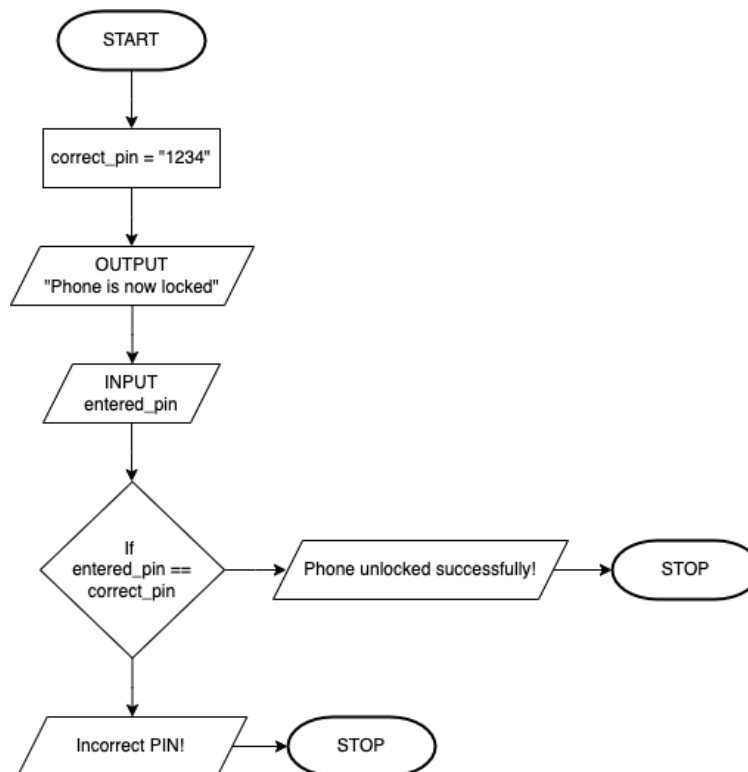 START
correct_pin = "1234"
OUTPUT
"Phone is now locked"
INPUT
entered_pin
If
entered_pin ==
correct_pin
Phone unlocked successfully!
STOP
Incorrect PIN!
STOP